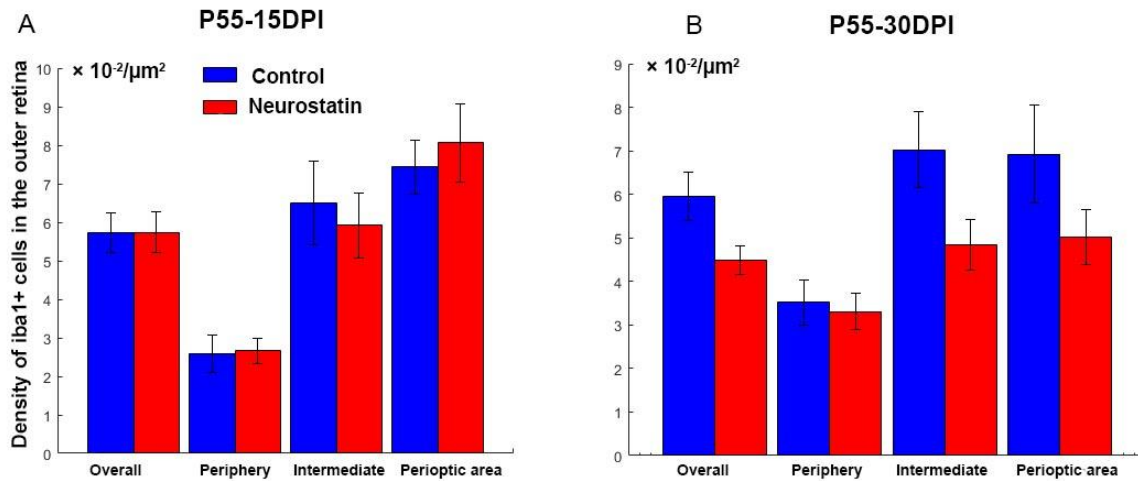 A
P55-15DPI
× 10⁻²/µm²
Control
Neurostatin
Density of iba1+ cells in the outer retina
10
9
8
7
6
5
4
3
2
1
0
Overall Periphery Intermediate Perioptic area
B
P55-30DPI
× 10⁻²/µm²
9
8
7
6
5
4
3
2
1
0
Overall Periphery Intermediate Perioptic area